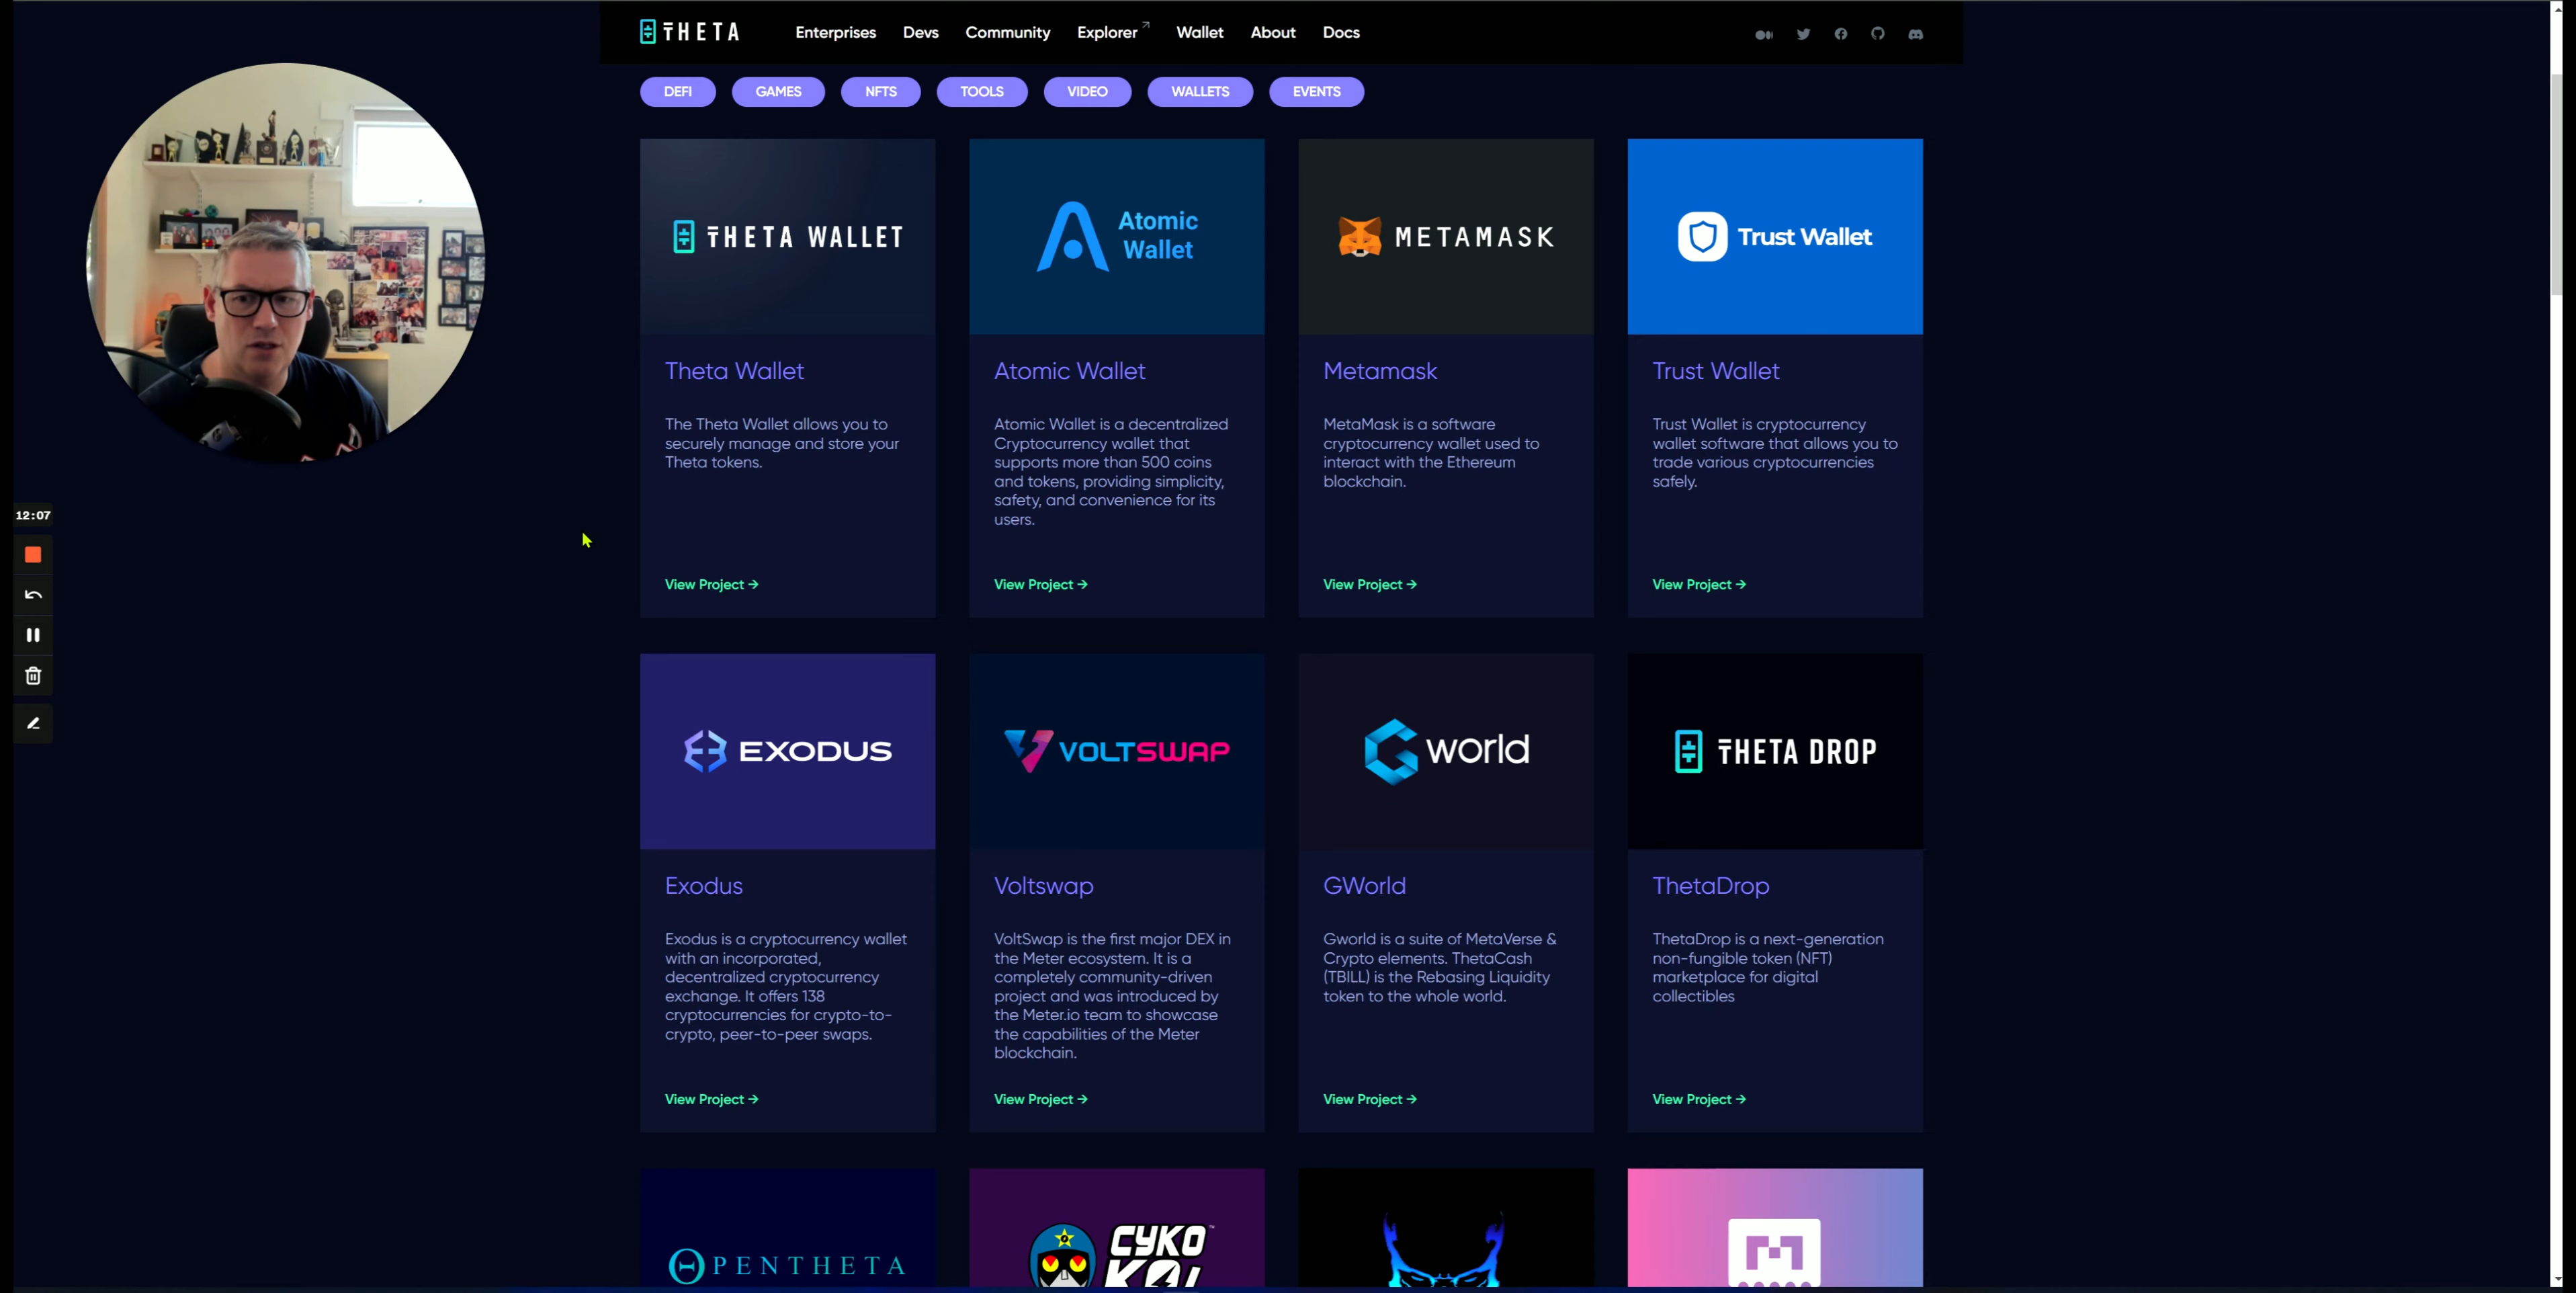 THETA
Enterprises Devs Community Explorer Wallet About Docs
DEFI GAMES NFTS TOOLS VIDEO WALLETS EVENTS
THETA WALLET
Atomic
Wallet
METAMASK
Trust Wallet
Theta Wallet
The Theta Wallet allows you to
securely manage and store your
Theta tokens.
View Project →
Atomic Wallet
Atomic Wallet is a decentralized
Cryptocurrency wallet that
supports more than 500 coins
and tokens, providing simplicity,
safety, and convenience for its
users.
View Project →
Metamask
MetaMask is a software
cryptocurrency wallet used to
interact with the Ethereum
blockchain.
View Project →
Trust Wallet
Trust Wallet is cryptocurrency
wallet software that allows you to
trade various cryptocurrencies
safely.
View Project →
12:07
EXODUS
VOLTSWAP
world
THETA DROP
Exodus
Exodus is a cryptocurrency wallet
with an incorporated,
decentralized cryptocurrency
exchange. It offers 138
cryptocurrencies for crypto-to-
crypto, peer-to-peer swaps.
View Project →
Voltswap
VoltSwap is the first major DEX in
the Meter ecosystem. It is a
completely community-driven
project and was introduced by
the Meter.io team to showcase
the capabilities of the Meter
blockchain.
View Project →
GWorld
Gworld is a suite of MetaVerse &
Crypto elements. ThetaCash
(TBILL) is the Rebasing Liquidity
token to the whole world.
View Project →
ThetaDrop
ThetaDrop is a next-generation
non-fungible token (NFT)
marketplace for digital
collectibles
View Project →
OPENTHETA
CYKO